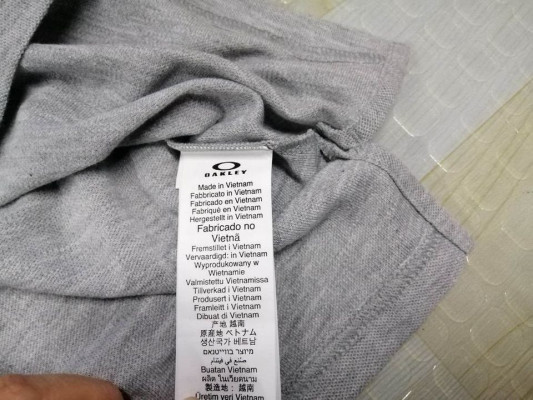 OAKLEY
Made in Vietnam
Fabbricato in Vietnam
Fabricado en Vietnam
Fabriqué en Vietnam
Hergestellt in Vietnam
Fabricado no
Vietnã
Fremstillet i Vietnam
Vervaardigd: in Vietnam
Wyprodukowany w
Wietnamie
Valmistettu Vietnamissa
Tillverkad i Vietnam
Produsert i Vietnam
Framleitt i Vietnam
Dibuat di Vietnam
产地 越南
原産地 ベトナム
생산국가 베트남
מיוצר בווייטנאם
صنع في فيتنام
Buatan Vietnam
ผลิต ในเวียดนาม
製造地：越南
Üretim yeri Vietnam